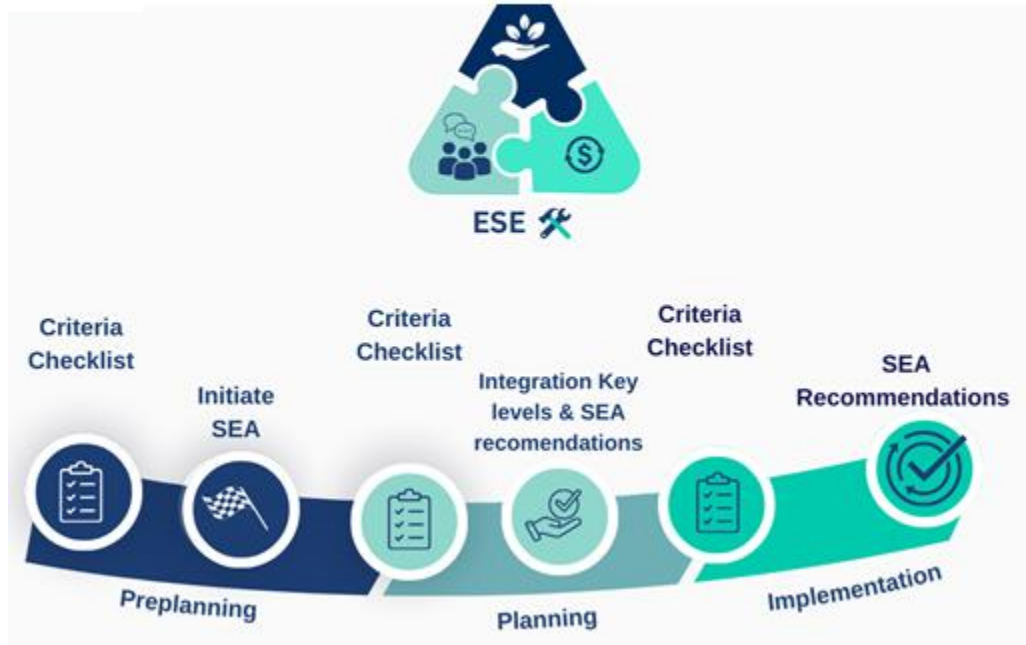 ESE
Criteria
Checklist
Initiate
SEA
Criteria
Checklist
Integration Key
levels & SEA
recomendations
Criteria
Checklist
SEA
Recommendations
Preplanning
Planning
Implementation